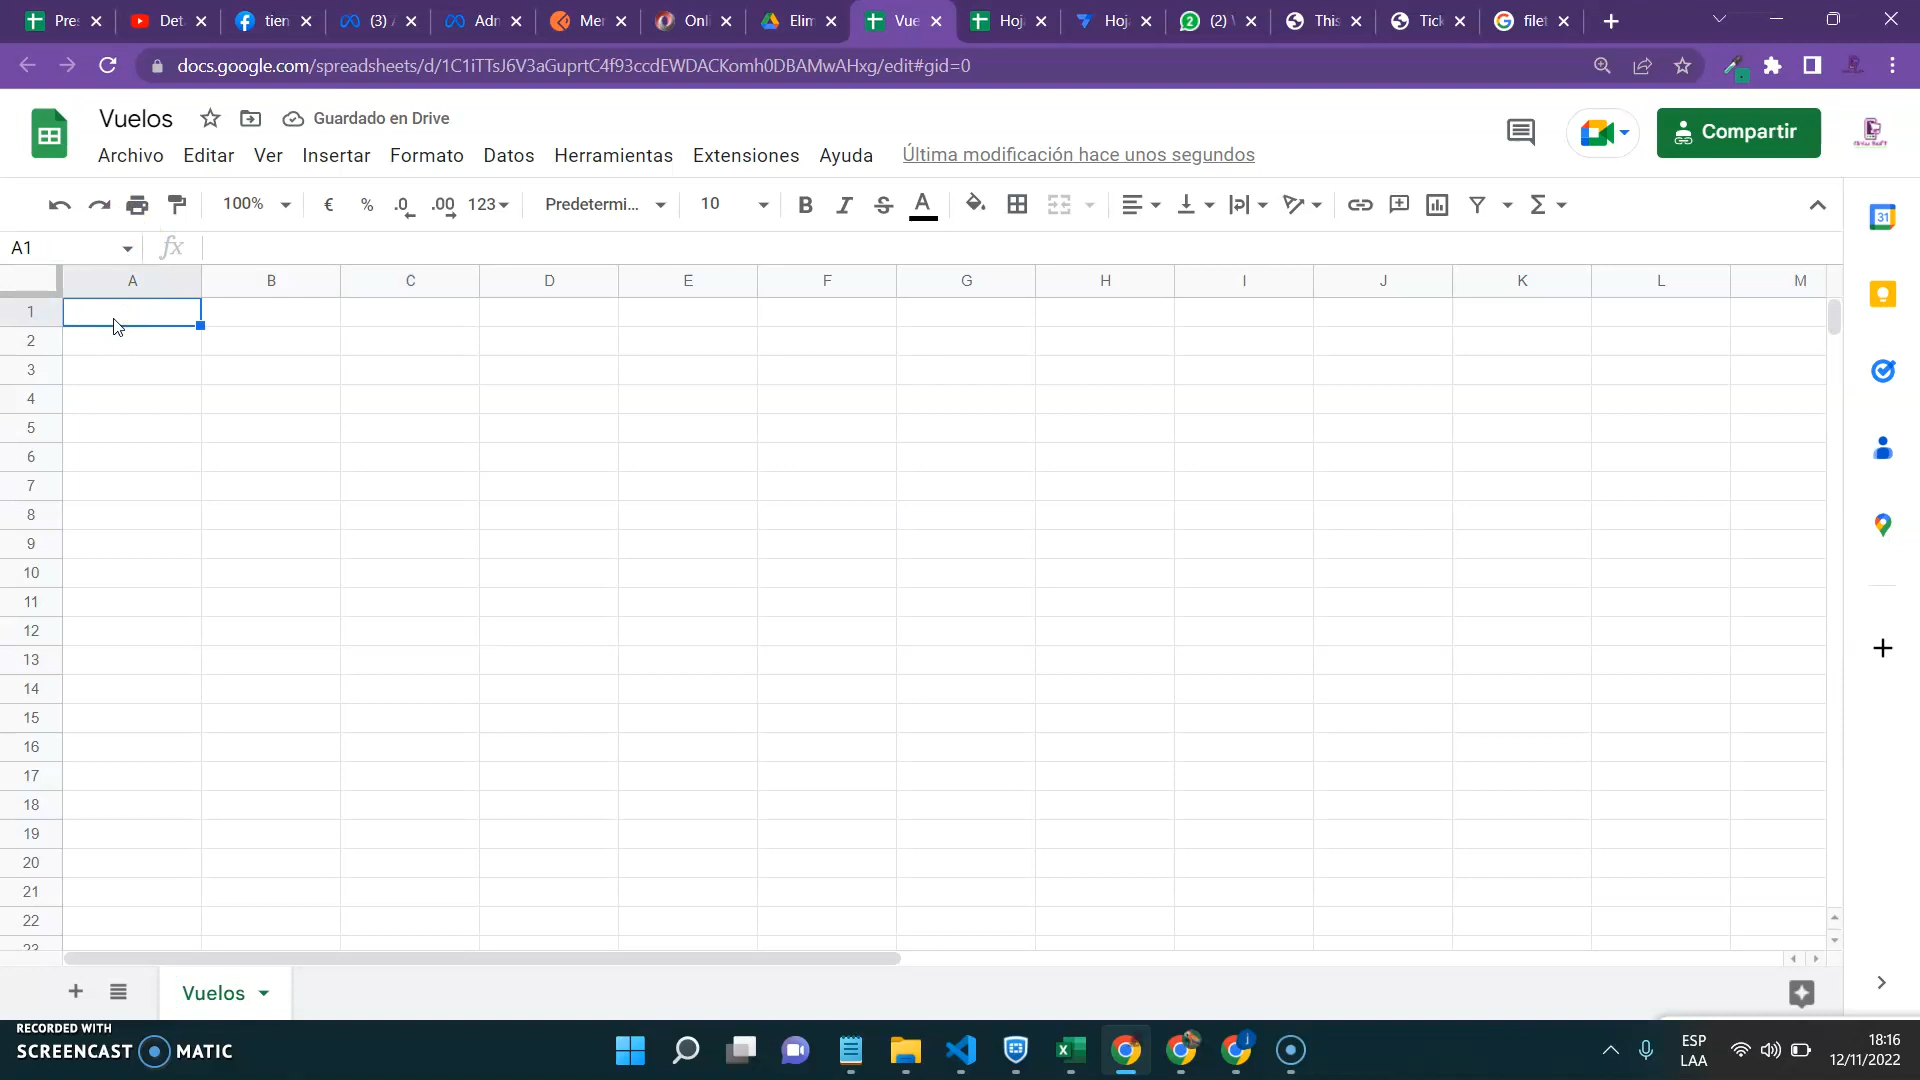 Pre
Det
tien
(3)
Adn
Mer
Onli
Elim
Vue
Hoj
Hoj
(2)
This
Tick
filet
docs.google.com/spreadsheets/d/1C1iTTsJ6V3aGuprtC4f93ccdEWDACKomh0DBAMwAHxg/edit#gid=0
Vuelos
Guardado en Drive
Archivo Editar Ver Insertar Formato Datos Herramientas Extensiones Ayuda Última modificación hace unos segundos
Compartir
100% € % .0 .00 123 Predetermi... 10 B I S A Σ
31
A1 fx
A B C D E F G H I J K L M
1
2
3
4
5
6
7
8
9
10
11
12
13
14
15
16
17
18
19
20
21
22
23
Vuelos
RECORDED WITH
SCREENCAST MATIC
ESP
LAA
18:16
12/11/2022